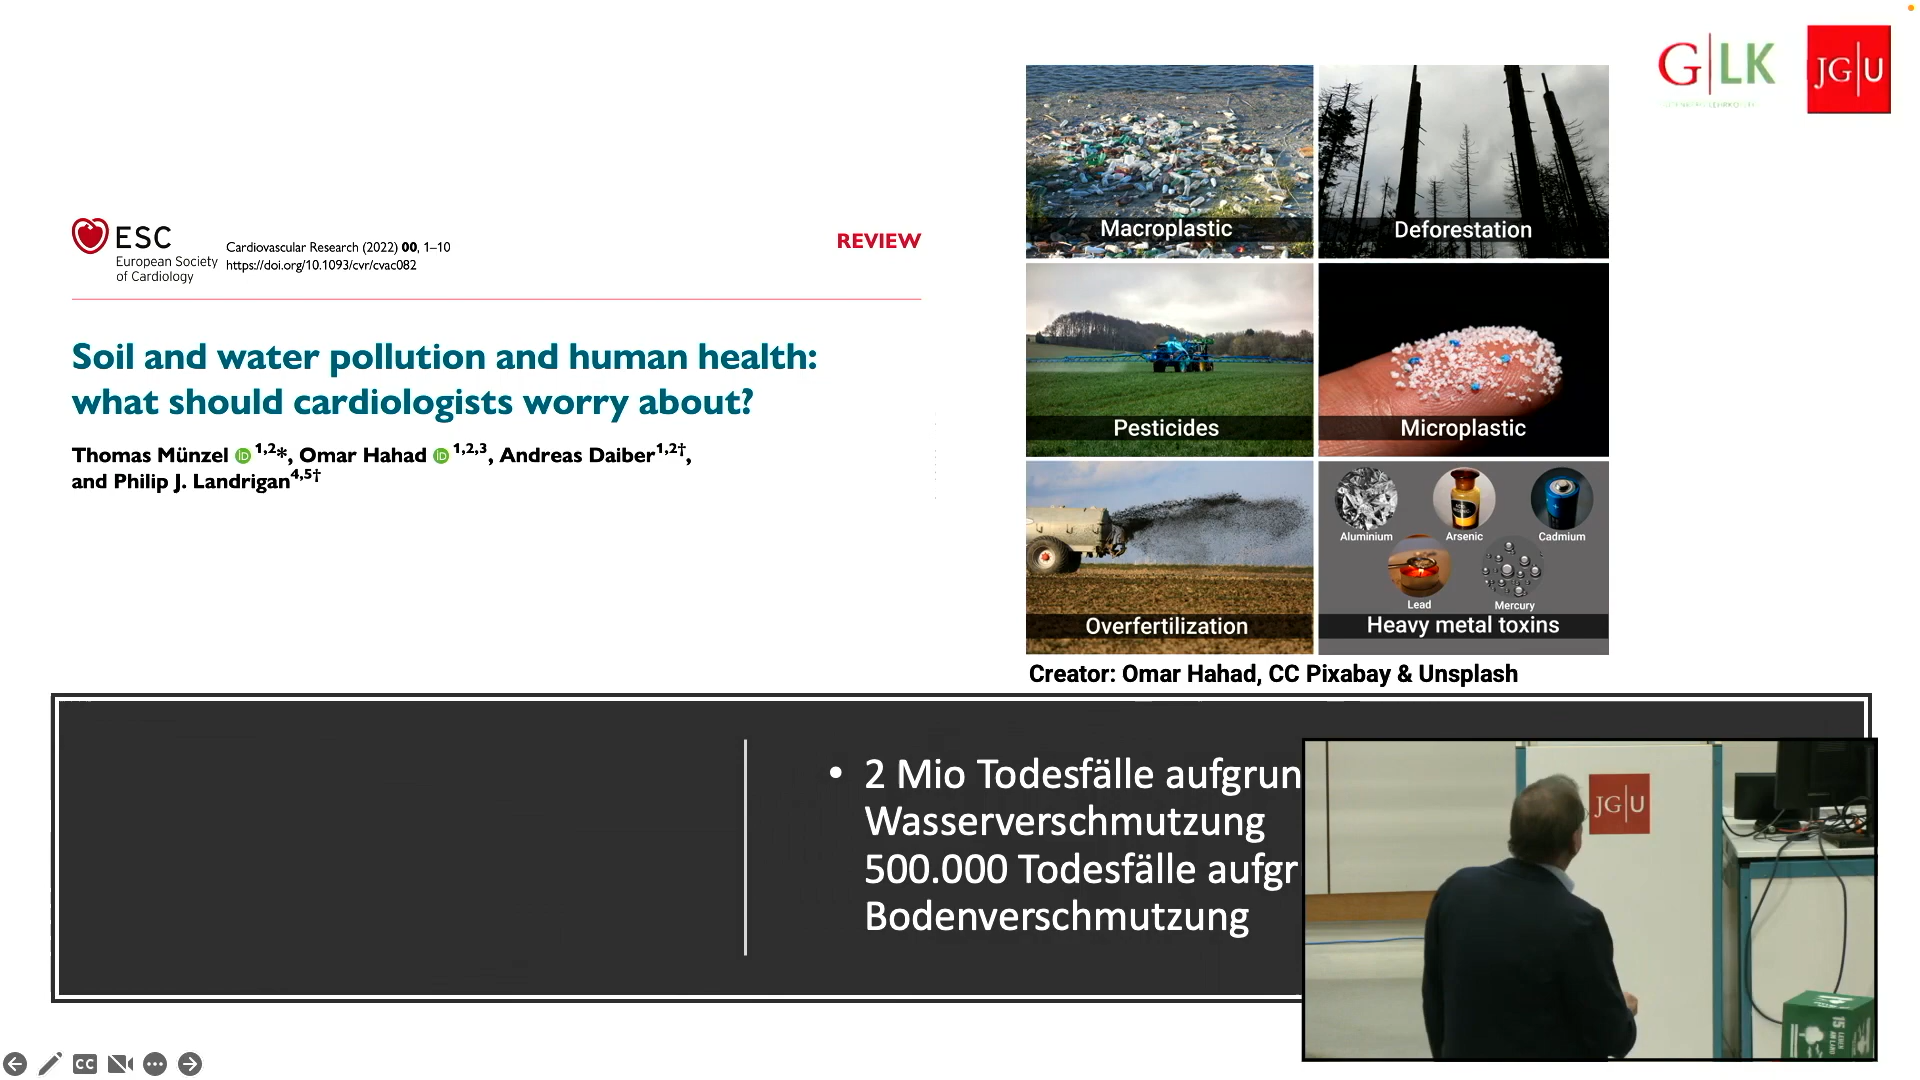 G|LK
JG|U
ESC
European Society
of Cardiology
Cardiovascular Research (2022) 00, 1–10
https://doi.org/10.1093/cvr/cvac082
REVIEW
Soil and water pollution and human health:
what should cardiologists worry about?
Thomas Münzel 1,2*, Omar Hahad 1,2,3, Andreas Daiber1,2†,
and Philip J. Landrigan4,5†
Macroplastic
Deforestation
Pesticides
Microplastic
Overfertilization
Aluminium
Arsenic
Cadmium
Lead
Mercury
Heavy metal toxins
Creator: Omar Hahad, CC Pixabay & Unsplash
• 2 Mio Todesfälle aufgrun
Wasserverschmutzung
500.000 Todesfälle aufgr
Bodenverschmutzung
JG|U
15
CC